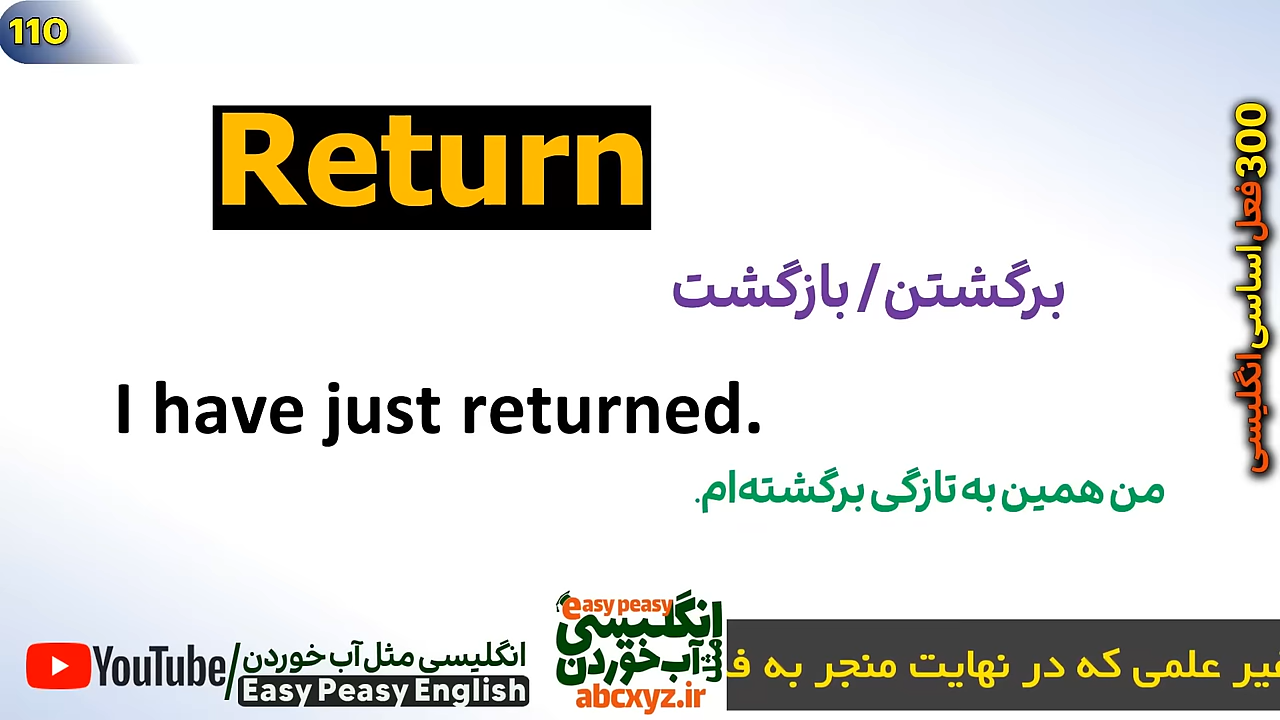 110
Return
برگشتن/ بازگشت
I have just returned.
من همین به تازگی برگشته‌ام.
300 فعل اساسی انگلیسی
YouTube/انگلیسی مثل آب خوردن
Easy Peasy English
easy peasy
انگلیسی
مثل آب خوردن
abcxyz.ir
علمی که در نهایت منجر به